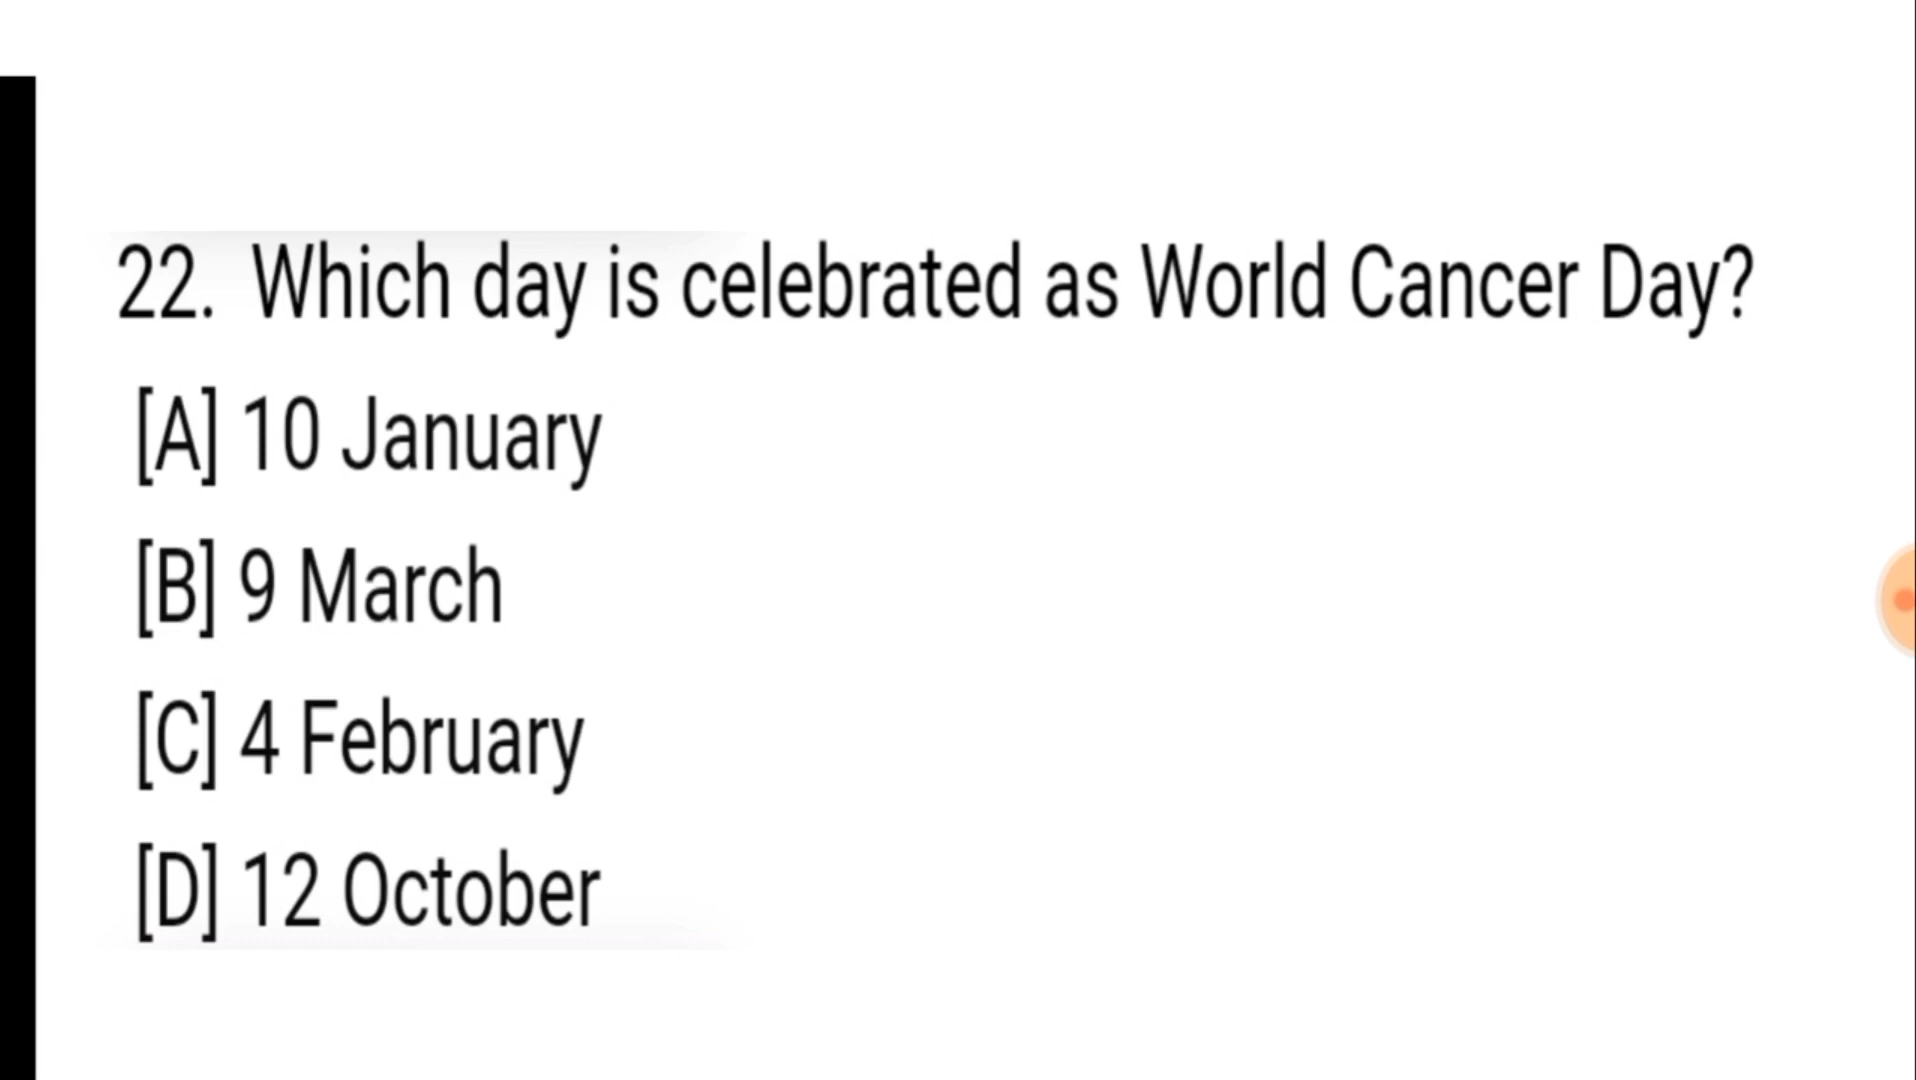 22. Which day is celebrated as World Cancer Day?
[A] 10 January
[B] 9 March
[C] 4 February
[D] 12 October